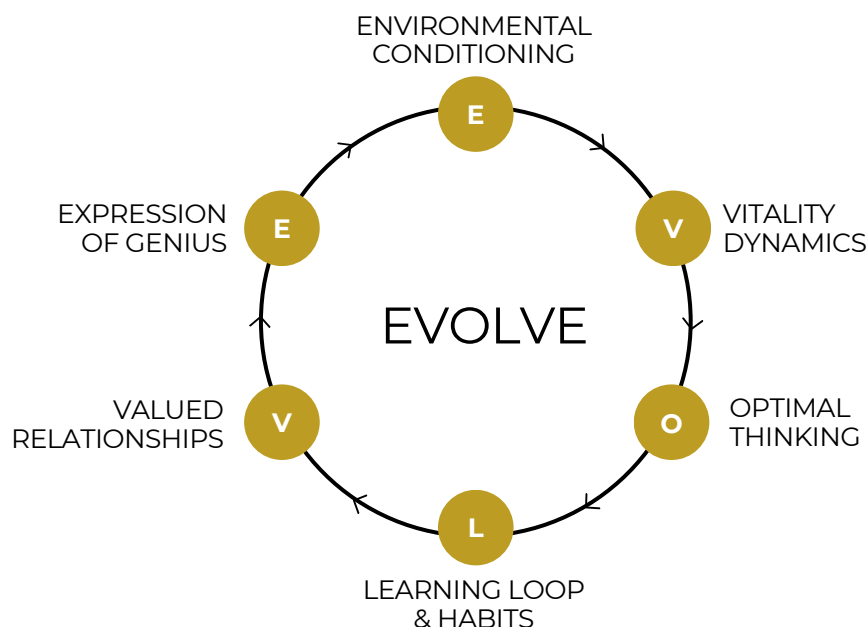 ENVIRONMENTAL
CONDITIONING
E
V
VITALITY
DYNAMICS
O
OPTIMAL
THINKING
L
LEARNING LOOP
& HABITS
V
VALUED
RELATIONSHIPS
E
EXPRESSION
OF GENIUS
EVOLVE